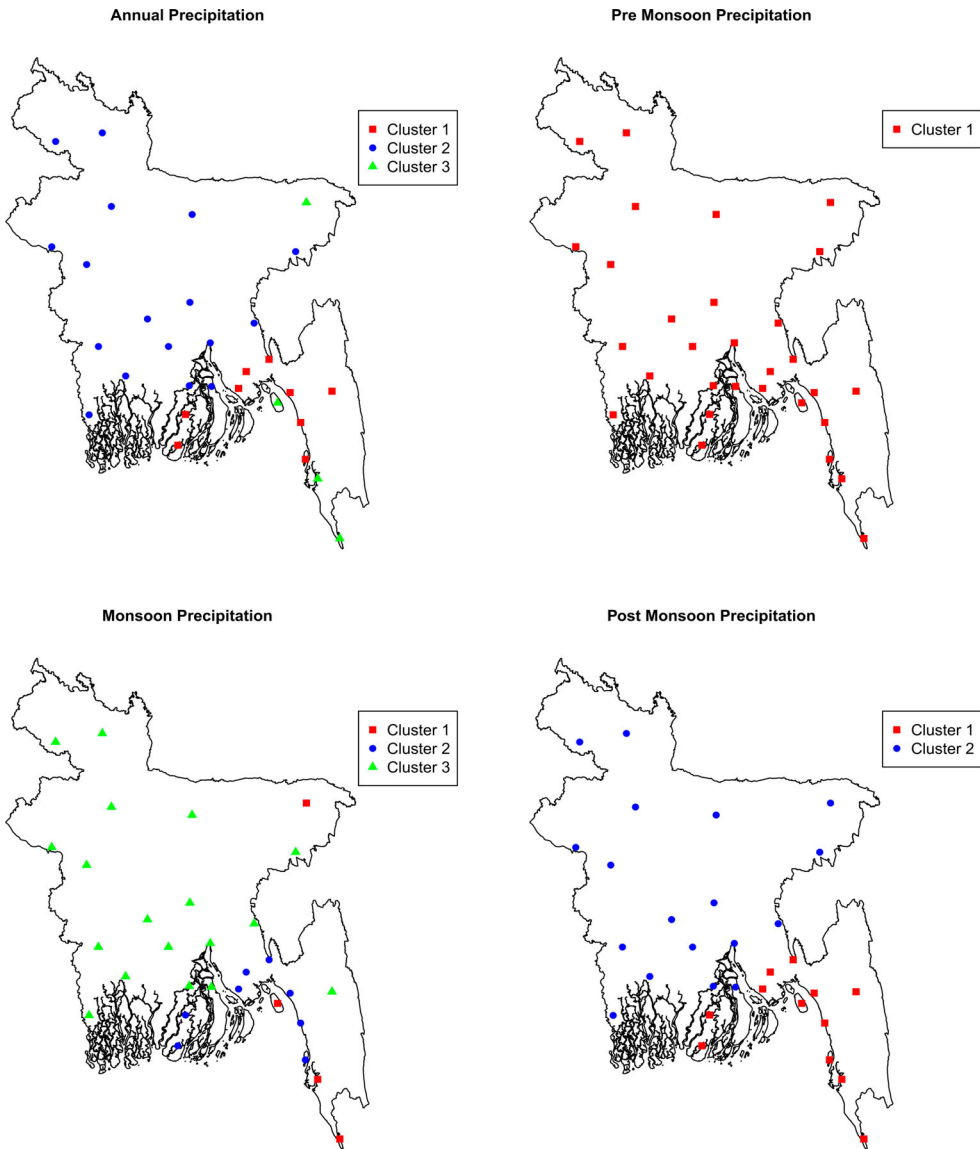 Annual Precipitation
Cluster 1
Cluster 2
Cluster 3
Pre Monsoon Precipitation
Cluster 1
Monsoon Precipitation
Cluster 1
Cluster 2
Cluster 3
Post Monsoon Precipitation
Cluster 1
Cluster 2